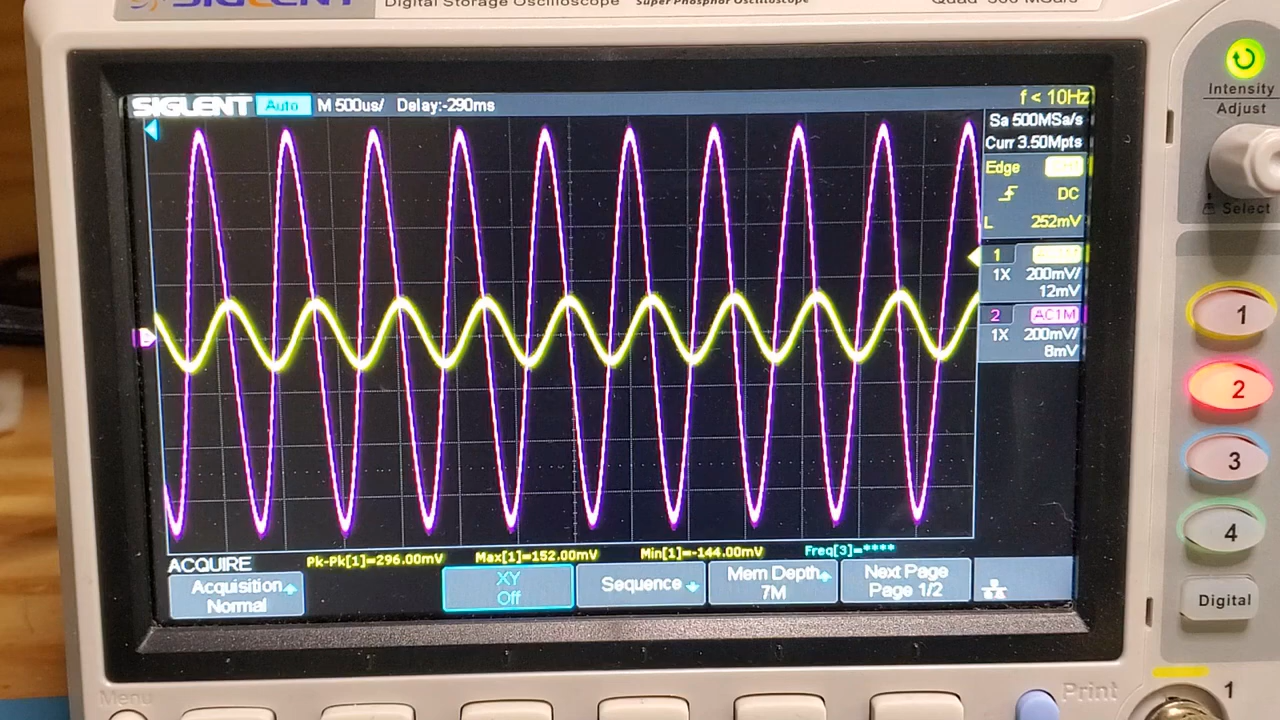 SIGLENT Digital Storage Oscilloscope Super Phosphor Oscilloscope
SIGLENT Auto M 500us/ Delay:-290ms f < 10Hz
Sa 500MSa/s
Curr 3.50Mpts
Edge
DC
L 252mV
1
1X 200mV/
12mV
2 AC1M
1X 200mV/
8mV
Pk-Pk[1]=296.00mV Max[1]=152.00mV Min[1]=-144.00mV Freq[3]=****
ACQUIRE
Acquisition
Normal
XY
Off
Sequence
Mem Depth
7M
Next Page
Page 1/2
Intensity
Adjust
Select
1
2
3
4
Digital
Menu
Print
1